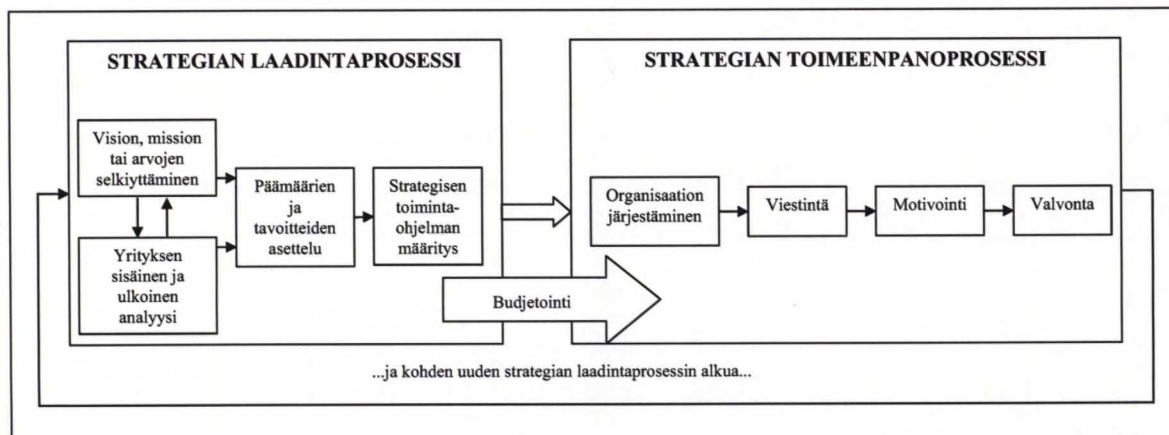 STRATEGIAN LAADINTAPROSESSI
Vision, mission
tai arvojen
selkiyttäminen
Yrityksen
sisäinen ja
ulkoinen
analyysi
Päämäärien
ja
tavoitteiden
asettelu
Strategisen
toiminta-
ohjelman
määritys
Budjetointi
STRATEGIAN TOIMEENPANOPROSESSI
Organisaation
järjestäminen
Viestintä
Motivointi
Valvonta
...ja kohden uuden strategian laadintaprosessin alkua...